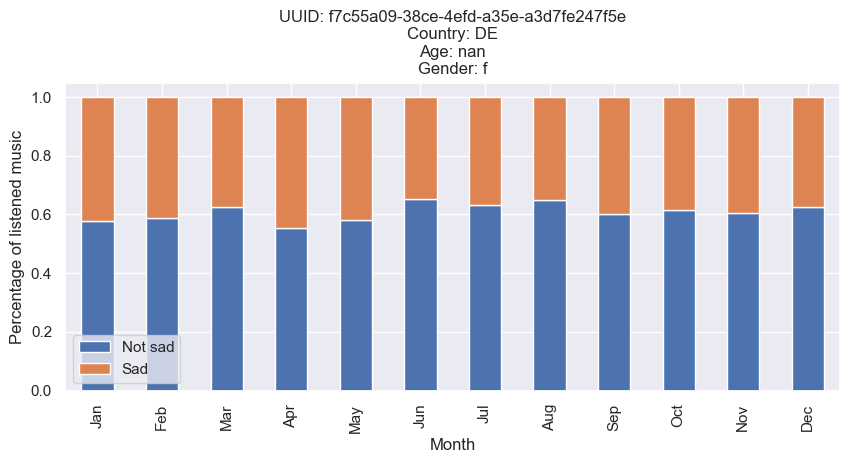 UUID: f7c55a09-38ce-4efd-a35e-a3d7fe247f5e
Country: DE
Age: nan
Gender: f
Percentage of listened music
1.0
0.8
0.6
0.4
0.2
0.0
Not sad
Sad
Jan
Feb
Mar
Apr
May
Jun
Jul
Aug
Sep
Oct
Nov
Dec
Month